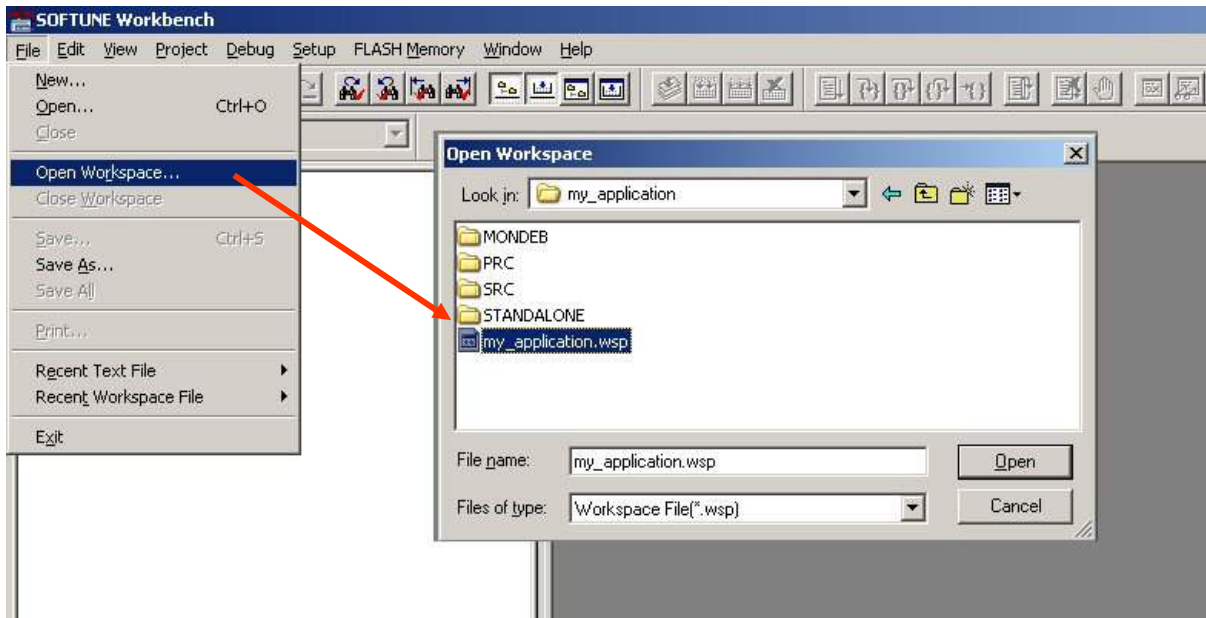 SOFTUNE Workbench
File Edit View Project Debug Setup FLASH Memory Window Help
New...
Open... Ctrl+O
Close
Open Workspace...
Close Workspace
Save... Ctrl+S
Save As...
Save All
Print...
Recent Text File
Recent Workspace File
Exit
Open Workspace
Look in: my_application
MONDEB
PRC
SRC
STANDALONE
my_application.wsp
File name: my_application.wsp Open
Files of type: Workspace File(*.wsp) Cancel